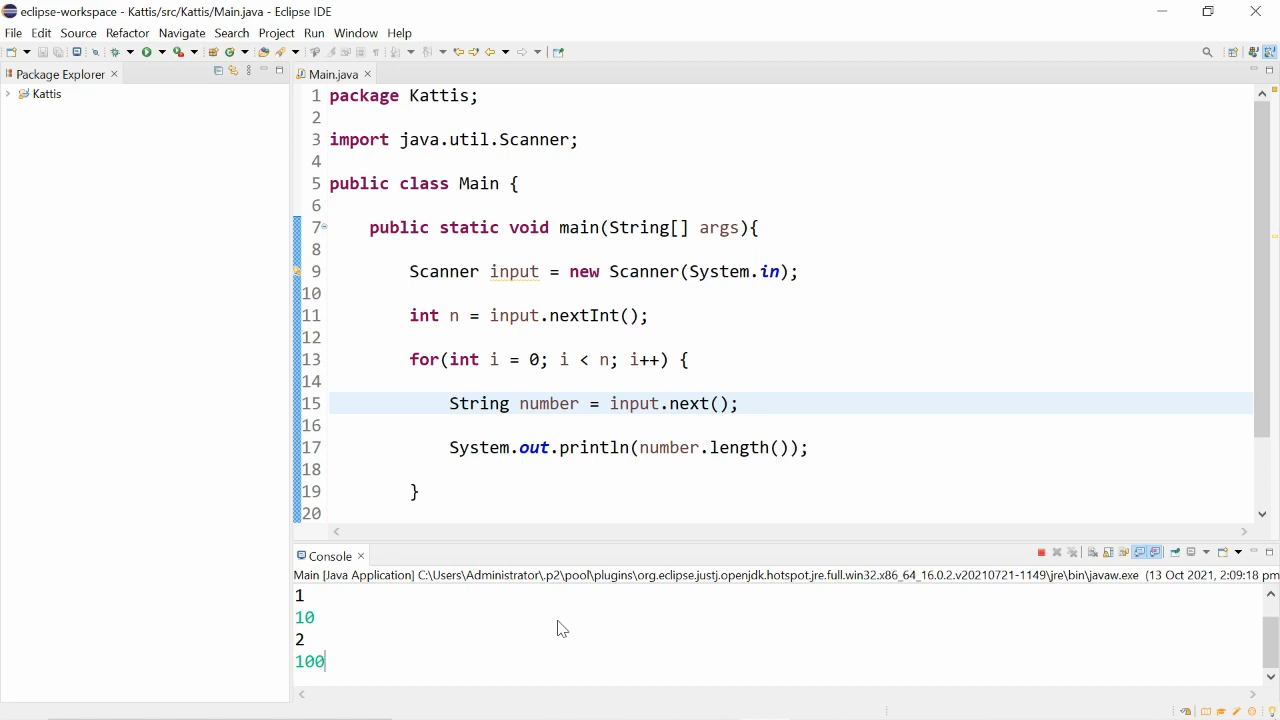 eclipse-workspace - Kattis/src/Kattis/Main.java - Eclipse IDE
File Edit Source Refactor Navigate Search Project Run Window Help
Package Explorer
Main.java
Kattis
1 package Kattis;
2
3 import java.util.Scanner;
4
5 public class Main {
6
7 public static void main(String[] args){
8
9 Scanner input = new Scanner(System.in);
10
11 int n = input.nextInt();
12
13 for(int i = 0; i < n; i++) {
14
15 String number = input.next();
16
17 System.out.println(number.length());
18
19 }
20
Console
Main [Java Application] C:\Users\Administrator\.p2\pool\plugins\org.eclipse.justj.openjdk.hotspot.jre.full.win32.x86_64_16.0.2.v20210721-1149\jre\bin\javaw.exe (13 Oct 2021, 2:09:18 pm
1
10
2
100